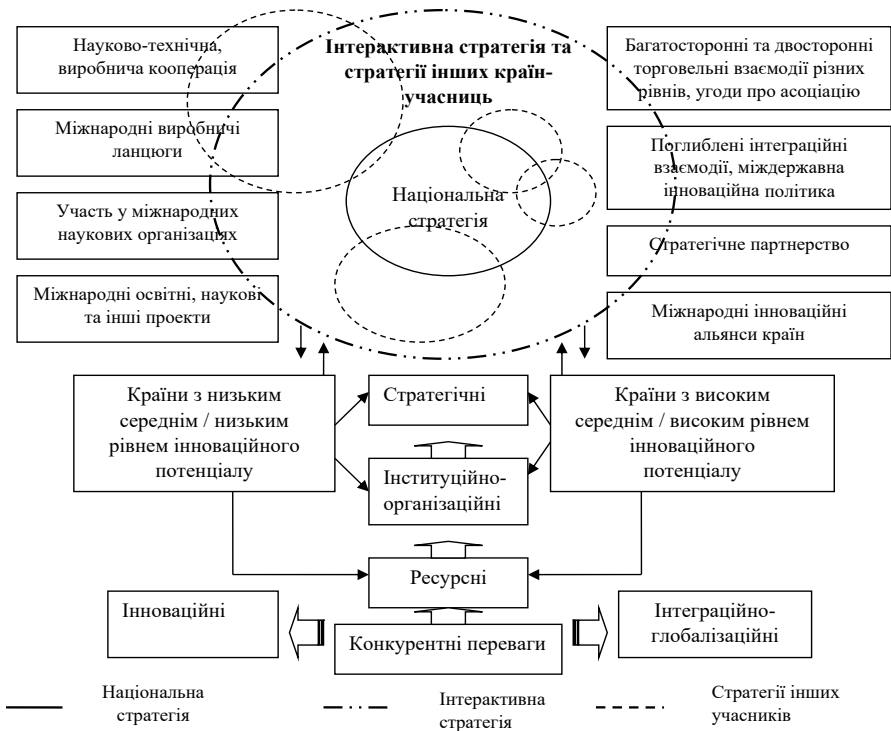 Науково-технічна,
виробнича кооперація
Міжнародні виробничі
ланцюги
Участь у міжнародних
наукових організаціях
Міжнародні освітні, наукові
та інші проекти
Інтерактивна стратегія та
стратегії інших країн-
учасниць
Національна
стратегія
Багатосторонні та двосторонні
торговельні взаємодії різних
рівнів, угоди про асоціацію
Поглиблені інтеграційні
взаємодії, міждержавна
інноваційна політика
Стратегічне партнерство
Міжнародні інноваційні
альянси країн
Країни з низьким
середнім / низьким
рівнем інноваційного
потенціалу
Стратегічні
Інституційно-
організаційні
Країни з високим
середнім / високим рівнем
інноваційного
потенціалу
Ресурсні
Інноваційні
Конкурентні переваги
Інтеграційно-
глобалізаційні
Національна
стратегія
Інтерактивна
стратегія
Стратегії інших
учасників